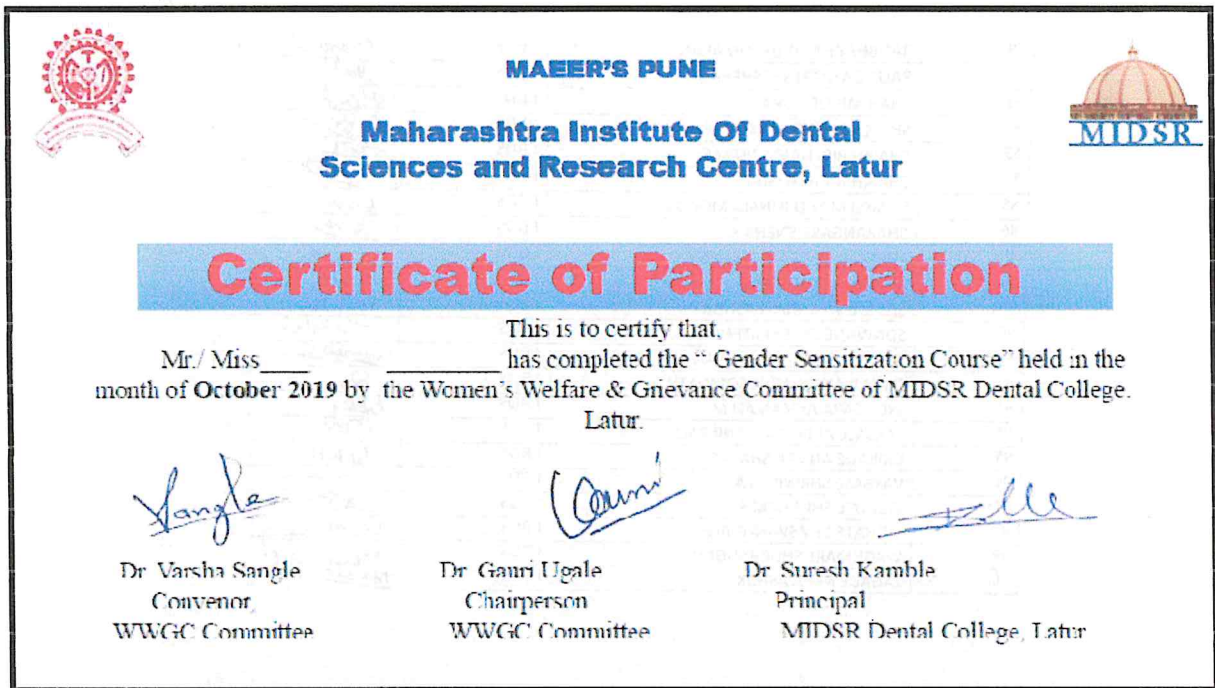 MAEER'S PUNE
MIDSR
Maharashtra Institute Of Dental
Sciences and Research Centre, Latur
Certificate of Participation
This is to certify that,
Mr./ Miss____ _________ has completed the “ Gender Sensitization Course” held in the
month of October 2019 by the Women's Welfare & Grievance Committee of MIDSR Dental College.
Latur.
Sangle
Gauri
Dr. Varsha Sangle Dr. Gauri Ugale Dr. Suresh Kamble
Convenor, Chairperson Principal
WWGC Committee WWGC Committee MIDSR Dental College, Latur